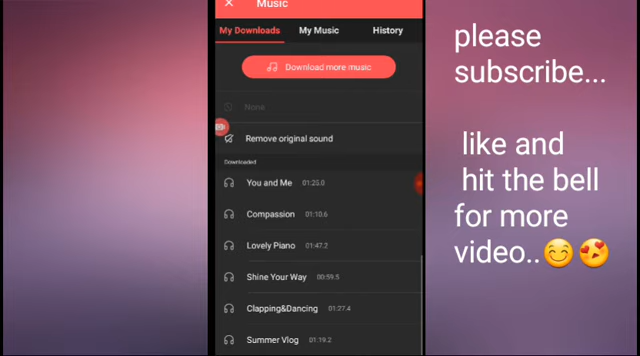 Music
My Downloads My Music History
Download more music
None
Remove original sound
Downloaded
You and Me 01:25.0
Compassion 01:10.6
Lovely Piano 01:47.2
Shine Your Way 00:59.5
Clapping&Dancing 01:27.4
Summer Vlog 01:19.2
please
subscribe...
like and
hit the bell
for more
video..😊😍